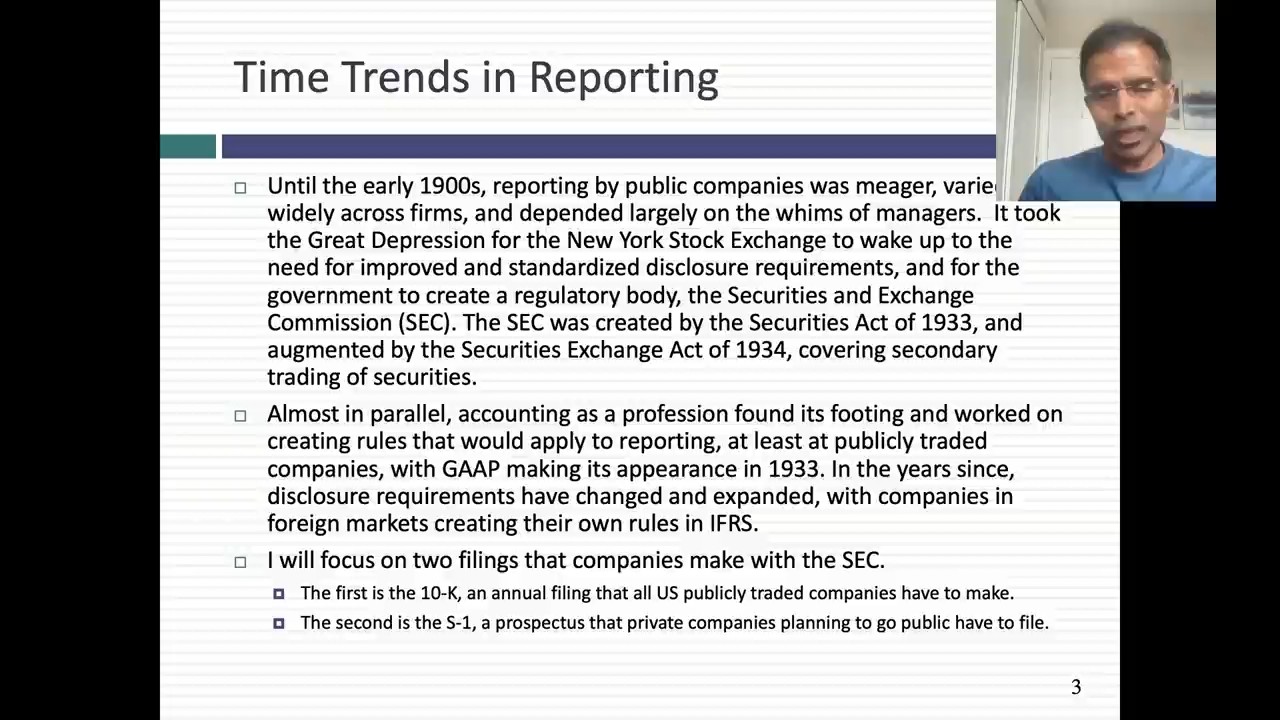 Time Trends in Reporting
Until the early 1900s, reporting by public companies was meager,
widely across firms, and depended largely on the whims of managers. It took
the Great Depression for the New York Stock Exchange to wake up to the
need for improved and standardized disclosure requirements, and for the
government to create a regulatory body, the Securities and Exchange
Commission (SEC). The SEC was created by the Securities Act of 1933, and
augmented by the Securities Exchange Act of 1934, covering secondary
trading of securities.
Almost in parallel, accounting as a profession found its footing and worked on
creating rules that would apply to reporting, at least at publicly traded
companies, with GAAP making its appearance in 1933. In the years since,
disclosure requirements have changed and expanded, with companies in
foreign markets creating their own rules in IFRS.
I will focus on two filings that companies make with the SEC.
The first is the 10-K, an annual filing that all US publicly traded companies have to make.
The second is the S-1, a prospectus that private companies planning to go public have to file.
3